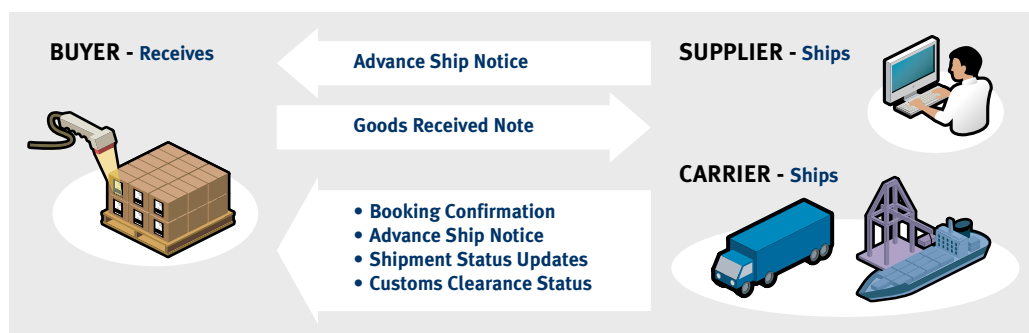 BUYER - Receives
Advance Ship Notice
SUPPLIER - Ships
Goods Received Note
CARRIER - Ships
• Booking Confirmation
• Advance Ship Notice
• Shipment Status Updates
• Customs Clearance Status